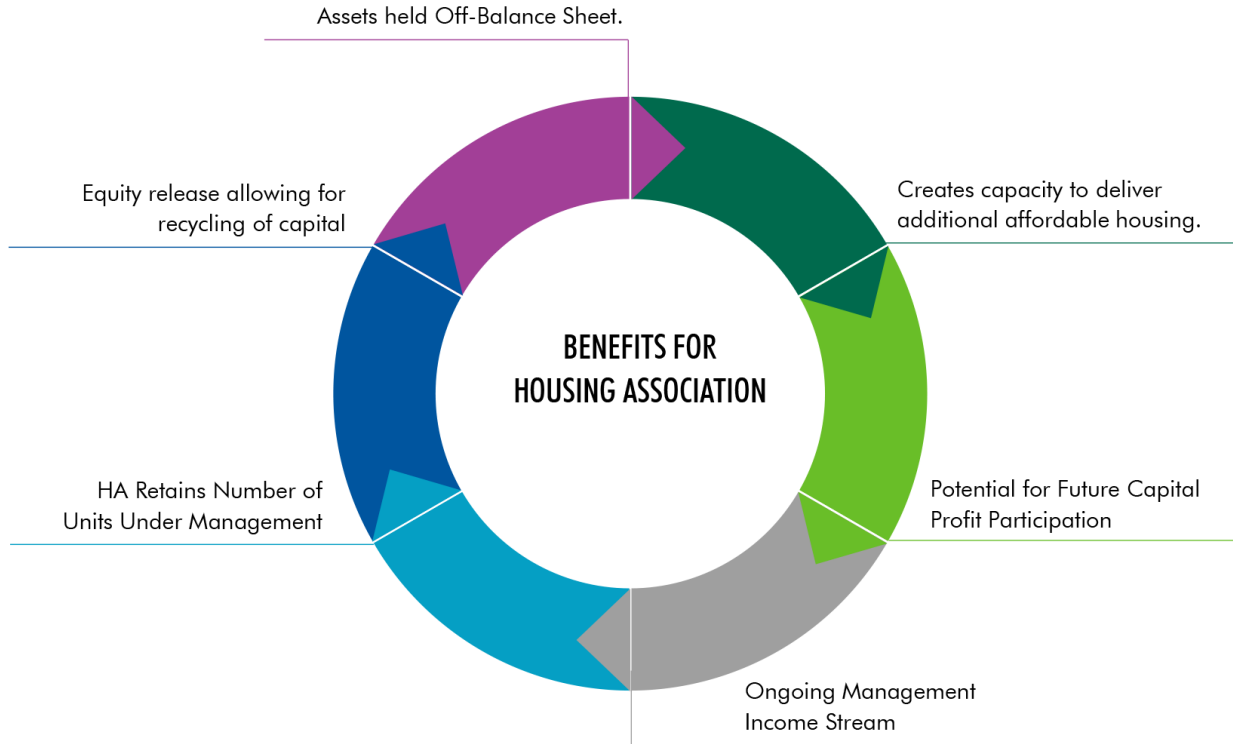 Assets held Off-Balance Sheet.
Equity release allowing for
recycling of capital
Creates capacity to deliver
additional affordable housing.
BENEFITS FOR
HOUSING ASSOCIATION
HA Retains Number of
Units Under Management
Potential for Future Capital
Profit Participation
Ongoing Management
Income Stream